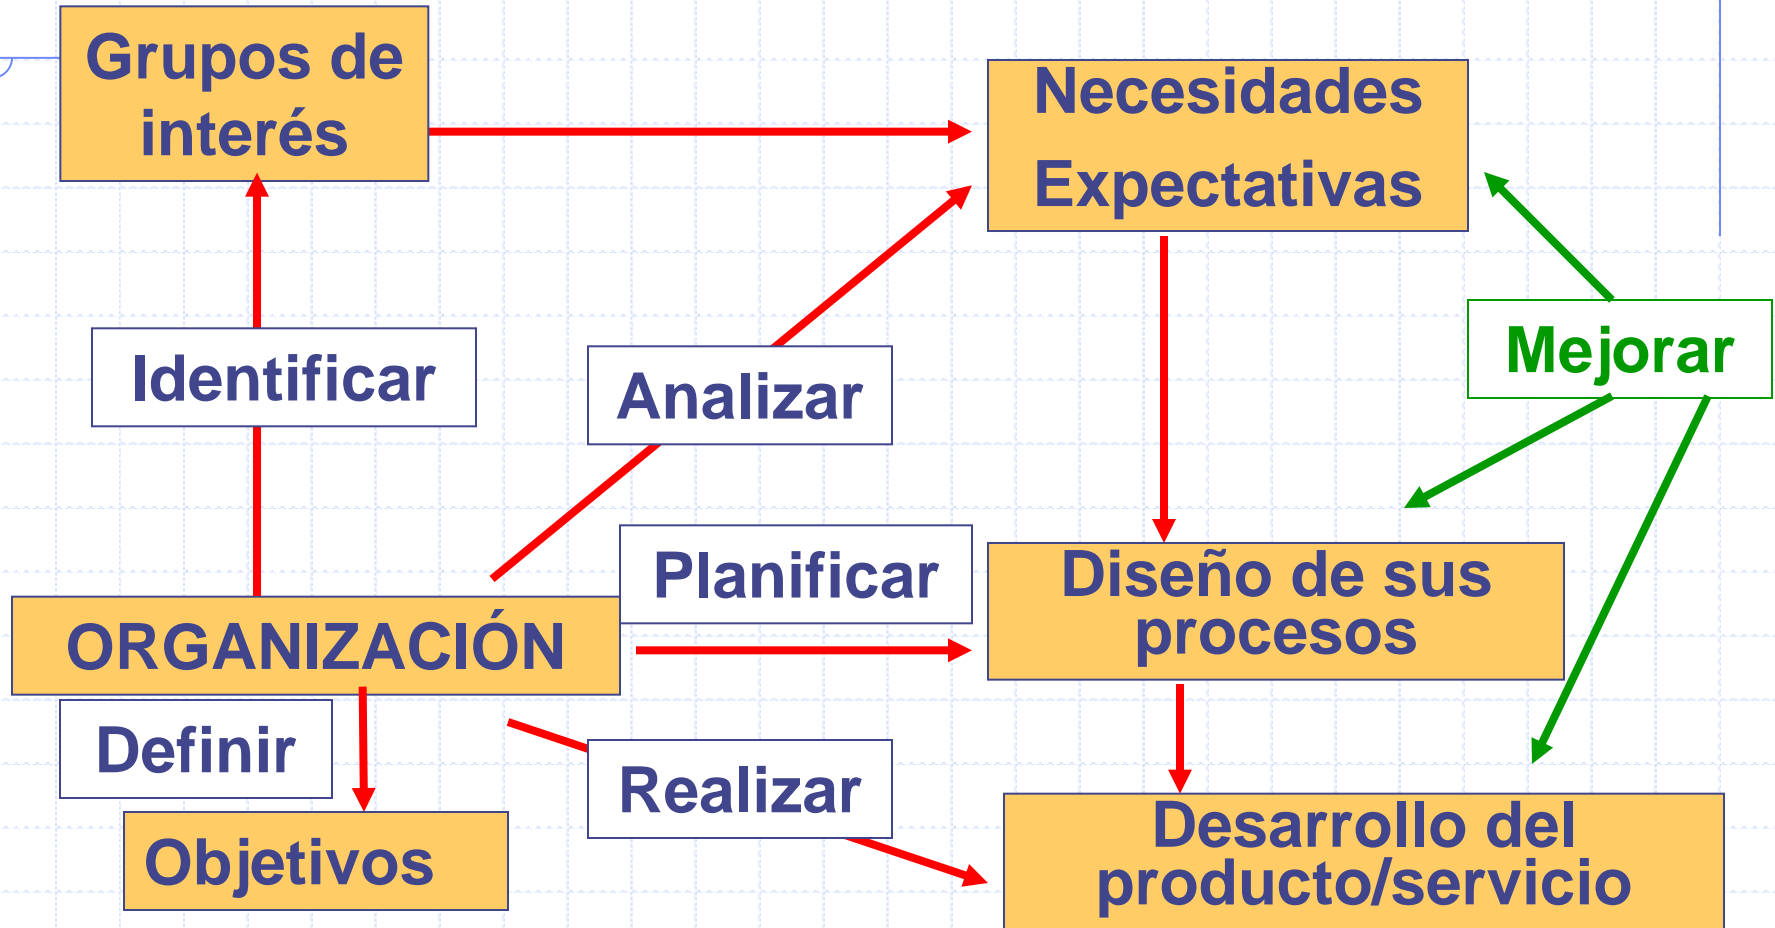 Grupos de
interés
Necesidades
Expectativas
Identificar
Analizar
Mejorar
Planificar
ORGANIZACIÓN
Diseño de sus
procesos
Definir
Realizar
Objetivos
Desarrollo del
producto/servicio